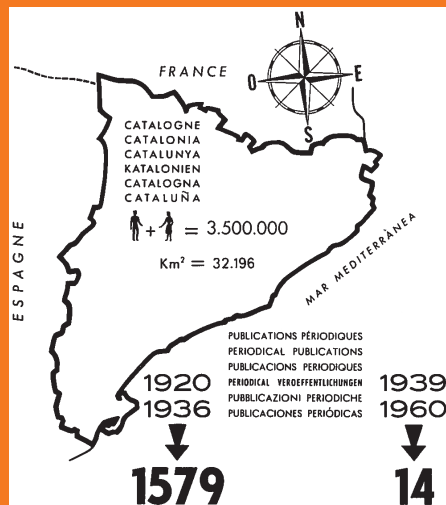 N
FRANCE
O
E
S
CATALOGNE
CATALONIA
CATALUNYA
KATALONIEN
CATALOGNA
CATALUÑA
+ = 3.500.000
Km² = 32.196
ESPAGNE
MAR MEDITERRÀNEA
PUBLICATIONS PÉRIODIQUES
PERIODICAL PUBLICATIONS
PUBLICACIONS PERIODIQUES
PERIODICAL VEROEFFENTLICHUNGEN
PUBBLICAZIONI PERIODICHE
PUBLICACIONES PERIÓDICAS
1920
1936
1579
1939
1960
14